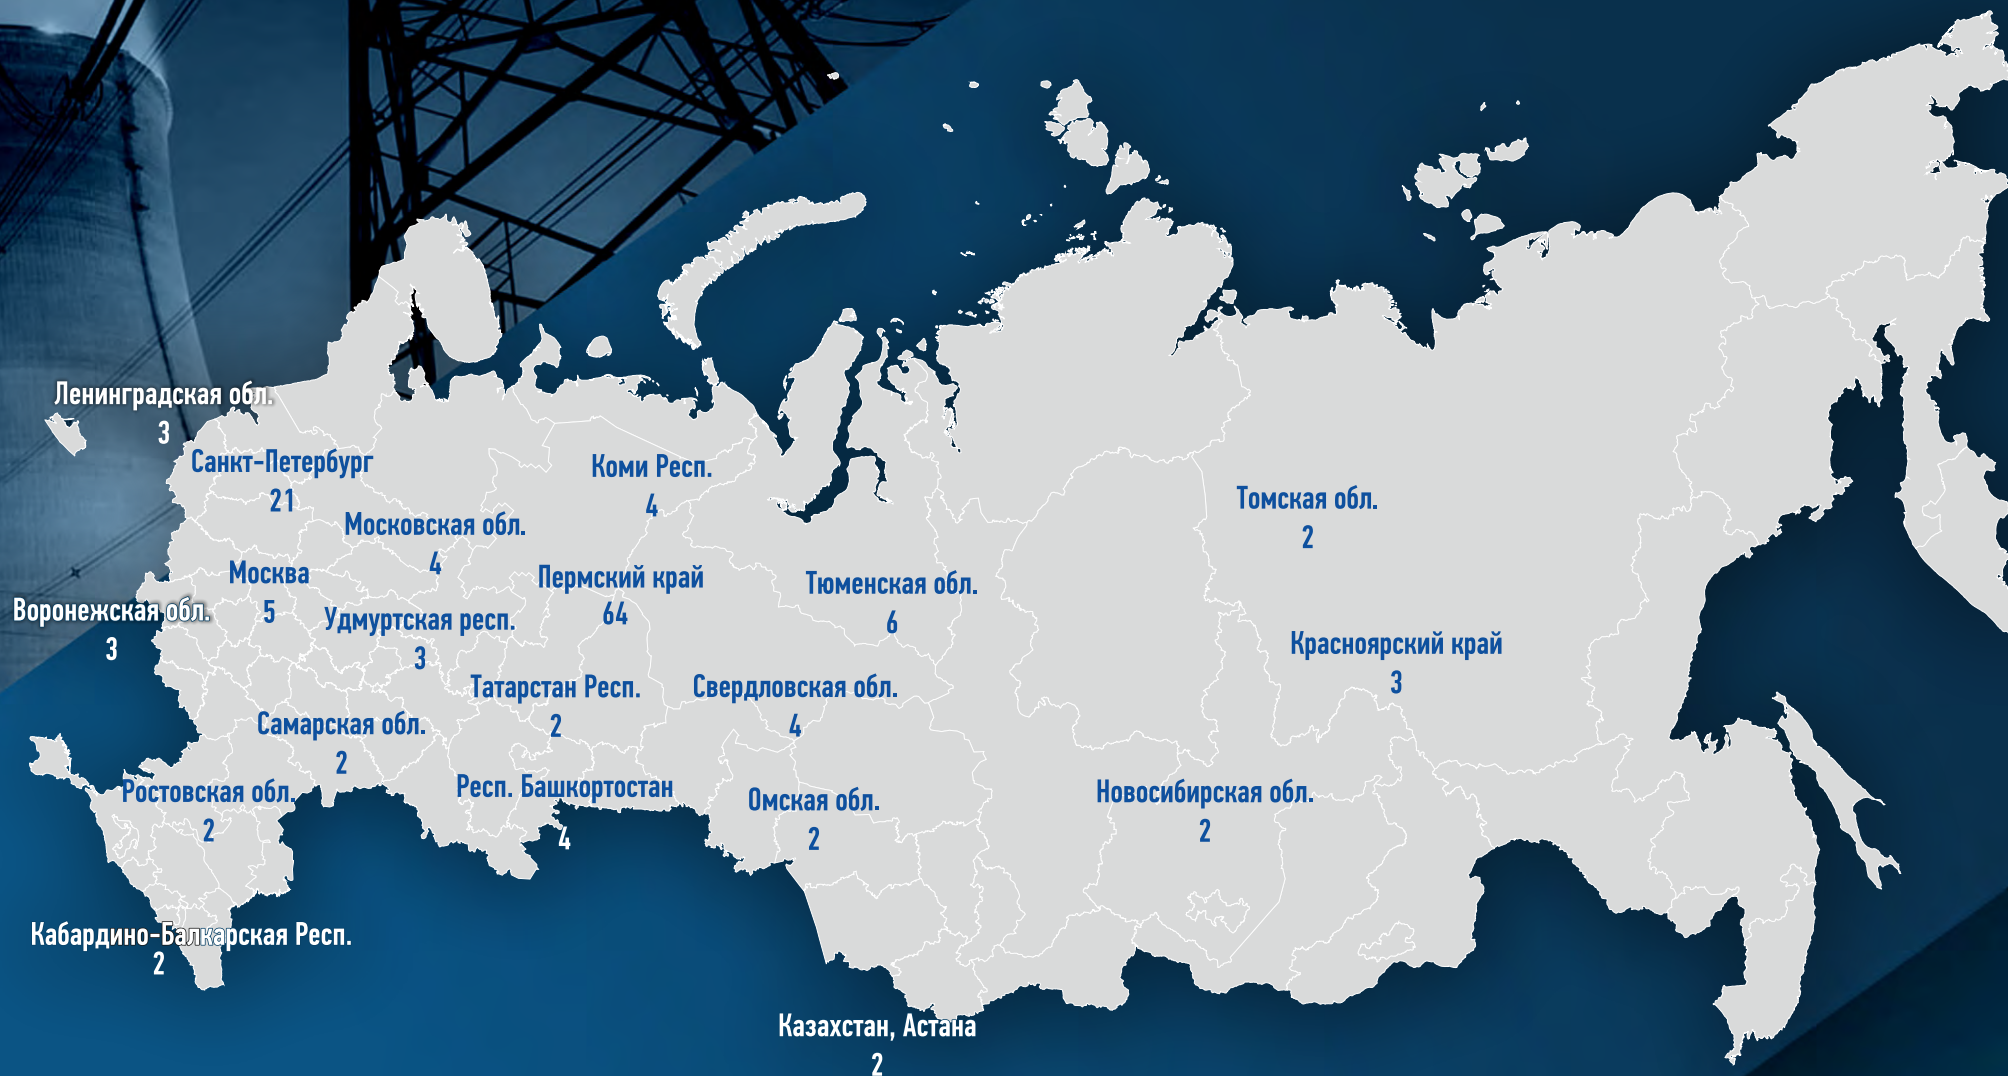 Ленинградская обл.
3
Санкт-Петербург
21
Коми Респ.
4
Томская обл.
2
Московская обл.
4
Москва
5
Пермский край
64
Тюменская обл.
6
Воронежская обл.
3
Удмуртская респ.
3
Красноярский край
3
Татарстан Респ.
2
Свердловская обл.
4
Самарская обл.
2
Ростовская обл.
2
Респ. Башкортостан
4
Омская обл.
2
Новосибирская обл.
2
Кабардино-Балкарская Респ.
2
Казахстан, Астана
2